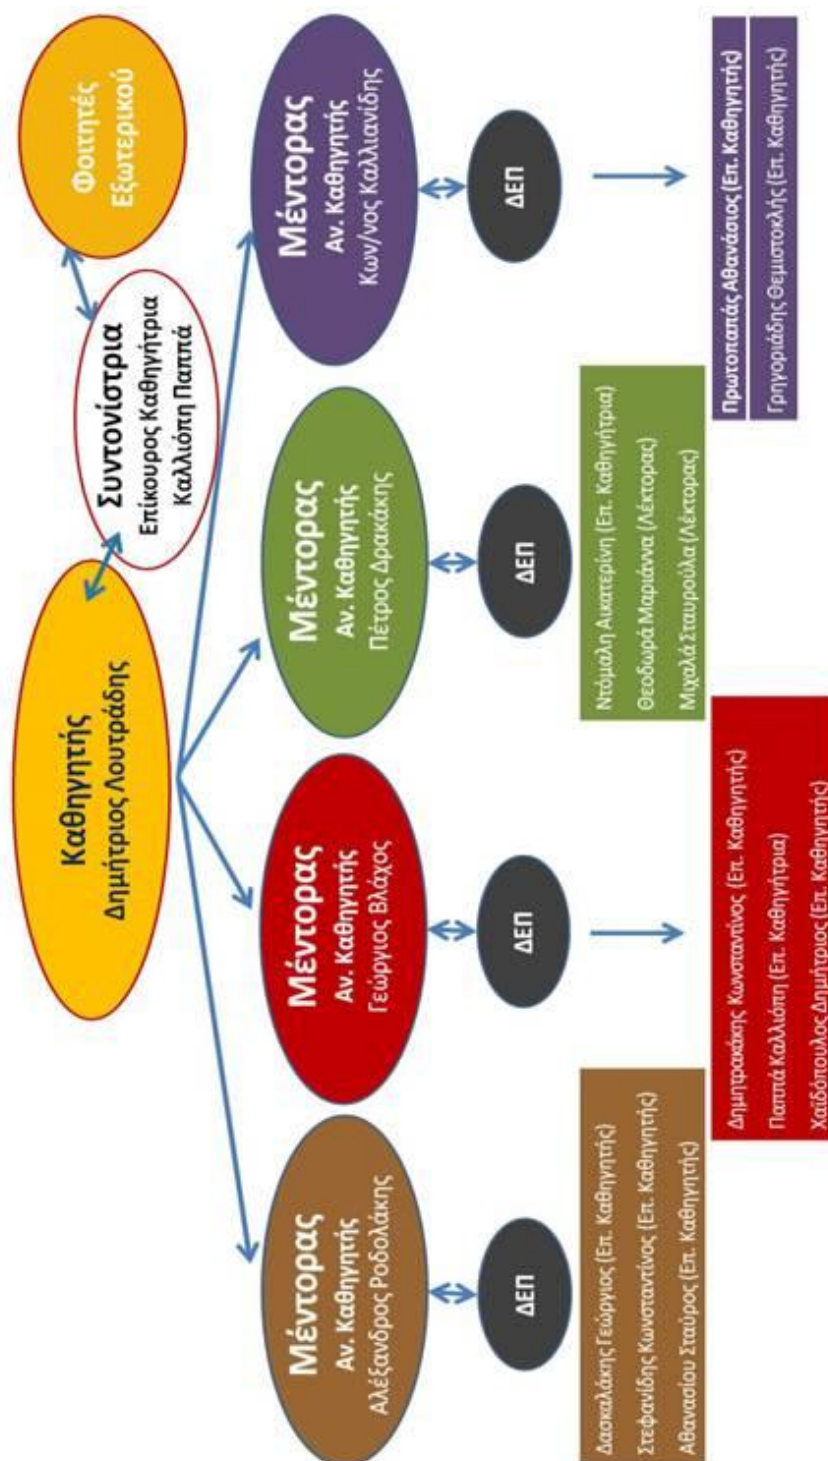 Καθηγητής
Δημήτριος Λουτράδης
Συντονίστρια
Επίκουρος Καθηγήτρια
Καλλιόπη Παππά
Φοιτητές
Εξωτερικού
Μέντορας
Αν. Καθηγητής
Αλέξανδρος Ροδολάκης
Μέντορας
Αν. Καθηγητής
Γεώργιος Βλάχος
Μέντορας
Αν. Καθηγητής
Πέτρος Δρακάκης
Μέντορας
Αν. Καθηγητής
Κων/νος Καλλιανίδης
ΔΕΠ
ΔΕΠ
ΔΕΠ
ΔΕΠ
Δασκαλάκης Γεώργιος (Επ. Καθηγητής)
Στεφανίδης Κωνσταντίνος (Επ. Καθηγητής)
Αθανασίου Σταύρος (Επ. Καθηγητής)
Δημητρακάκης Κωνσταντίνος (Επ. Καθηγητής)
Παππά Καλλιόπη (Επ. Καθηγήτρια)
Χαϊδόπουλος Δημήτριος (Επ. Καθηγητής)
Ντόμαλη Αικατερίνη (Επ. Καθηγήτρια)
Θεοδωρά Μαριάννα (Λέκτορας)
Μιχαλά Σταυρούλα (Λέκτορας)
Πρωτοπαπάς Αθανάσιος (Επ. Καθηγητής)
Γρηγοριάδης Θεμιστοκλής (Επ. Καθηγητής)